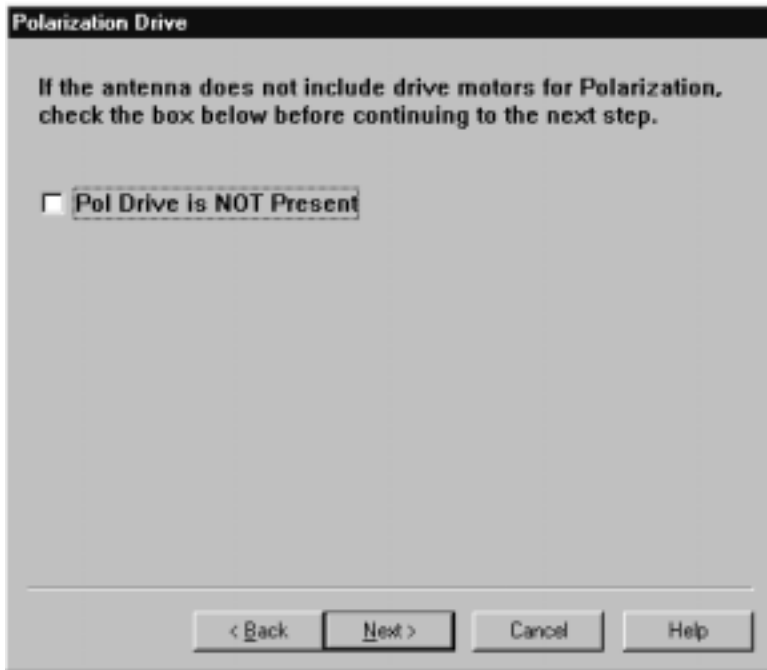 Polarization Drive
If the antenna does not include drive motors for Polarization,
check the box below before continuing to the next step.
Pol Drive is NOT Present
< Back
Next >
Cancel
Help